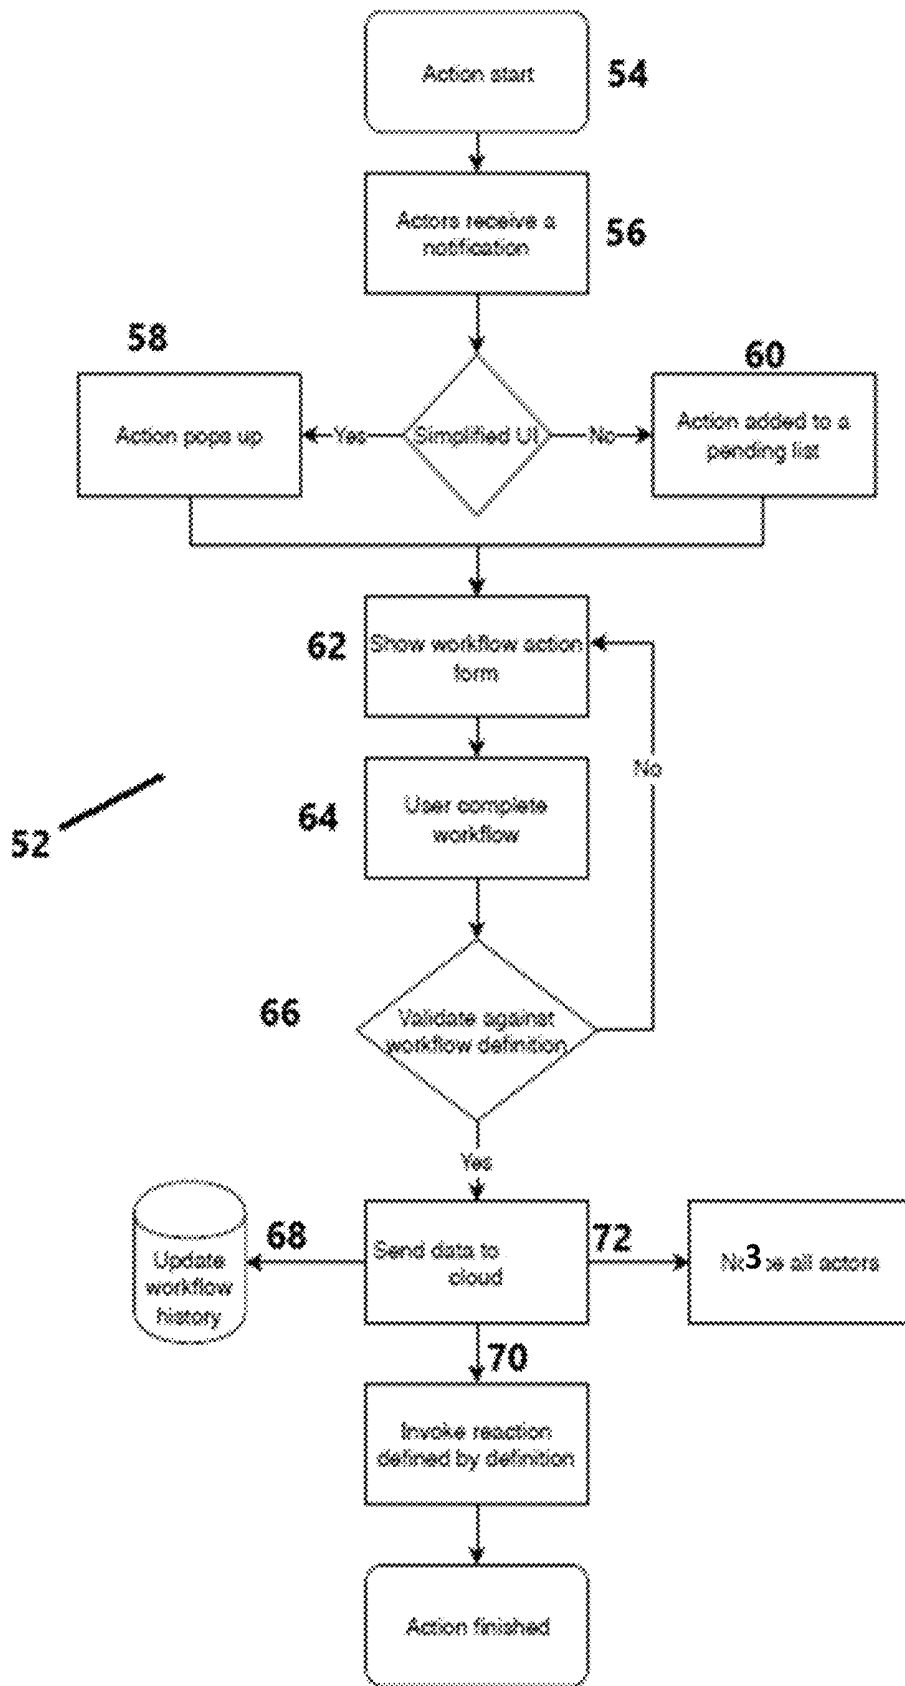 Action start
54
Actors receive a
notification
56
58
60
Action pops up
Yes
Simplified UI
No
Action added to a
pending list
62
Show workflow action
form
No
52
64
User complete
workflow
66
Validate against
workflow definition
Yes
Update
workflow
history
68
Send data to
cloud
72
3
all actors
70
Invoke reaction
defined by definition
Action finished